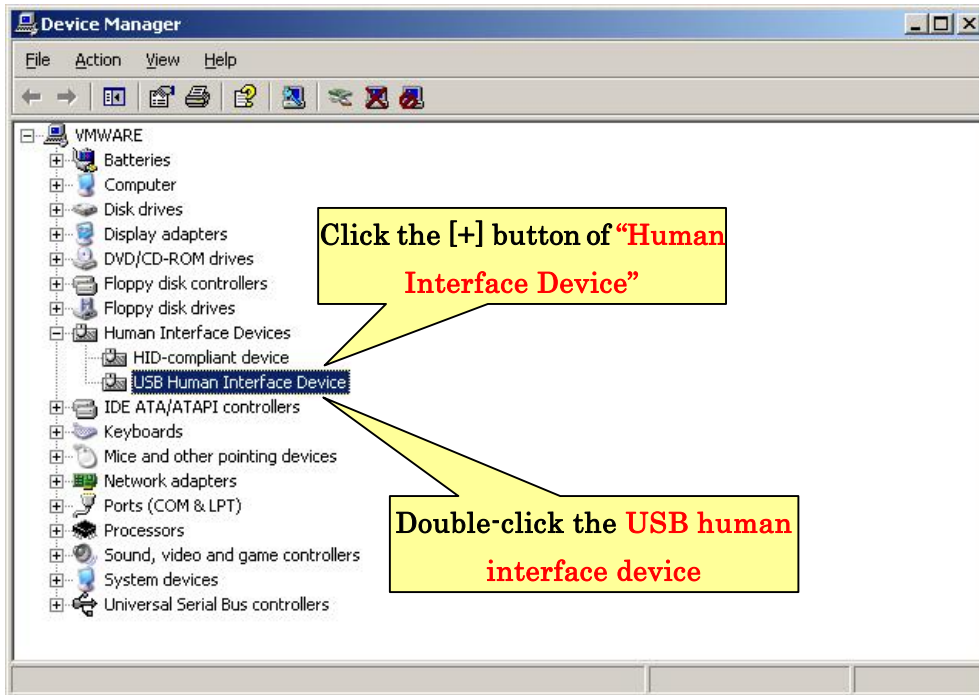 Device Manager
File Action View Help
VMWARE
Batteries
Computer
Disk drives
Display adapters
DVD/CD-ROM drives
Floppy disk controllers
Floppy disk drives
Human Interface Devices
HID-compliant device
USB Human Interface Device
IDE ATA/ATAPI controllers
Keyboards
Mice and other pointing devices
Network adapters
Ports (COM & LPT)
Processors
Sound, video and game controllers
System devices
Universal Serial Bus controllers
Click the [+] button of “Human
Interface Device”
Double-click the USB human
interface device